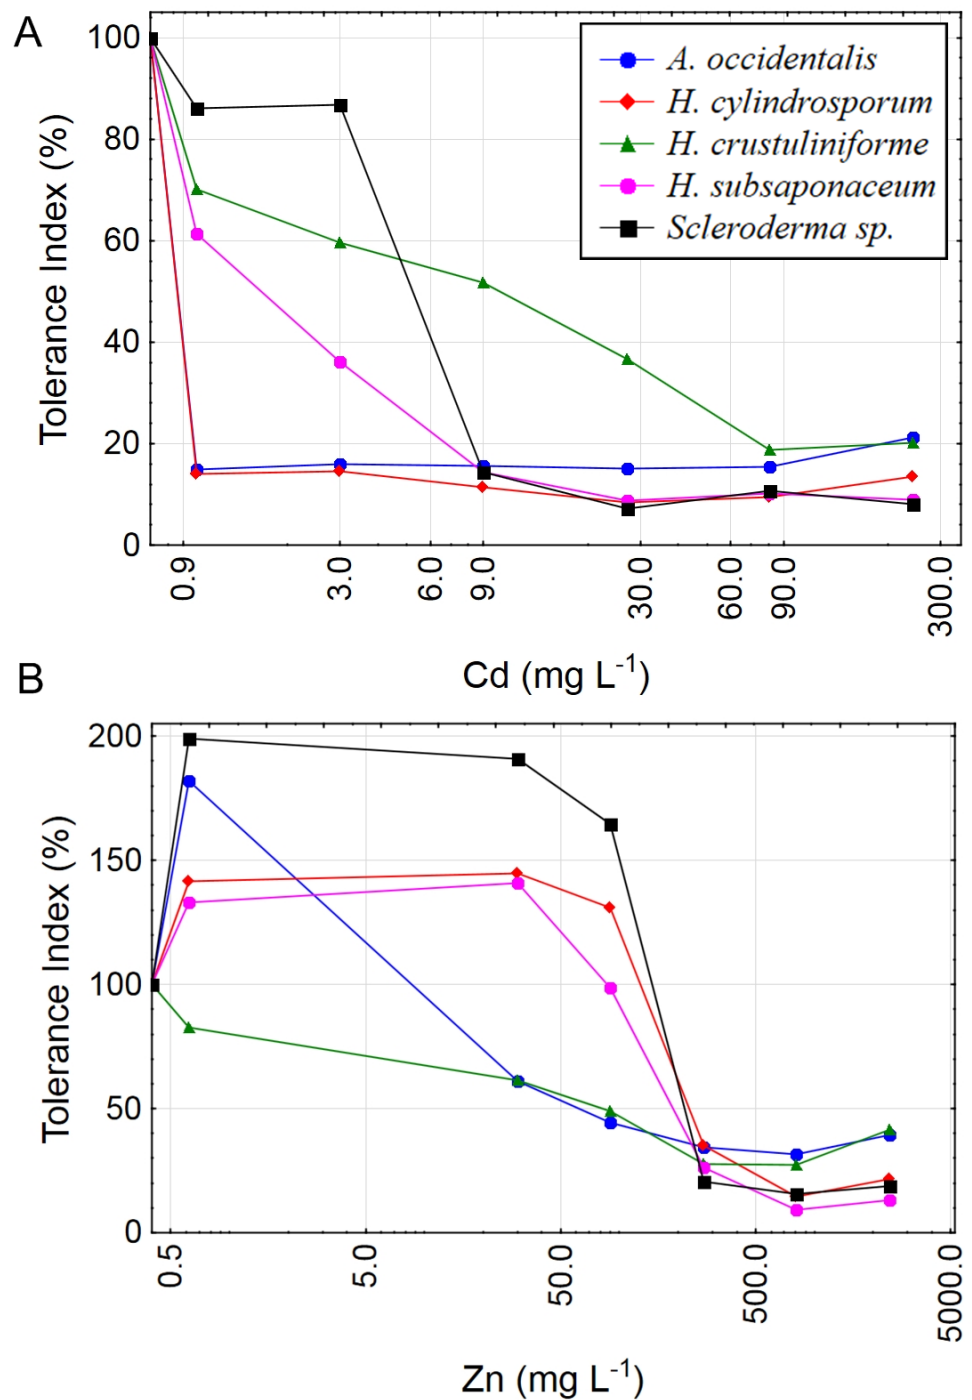 A
Tolerance Index (%)
100
80
60
40
20
0
A. occidentalis
H. cylindrosporum
H. crustuliniforme
H. subsaponaceum
Scleroderma sp.
0.9
3.0
6.0
9.0
30.0
60.0
90.0
300.0
Cd (mg L⁻¹)
B
Tolerance Index (%)
200
150
100
50
0
0.5
5.0
50.0
500.0
5000.0
Zn (mg L⁻¹)